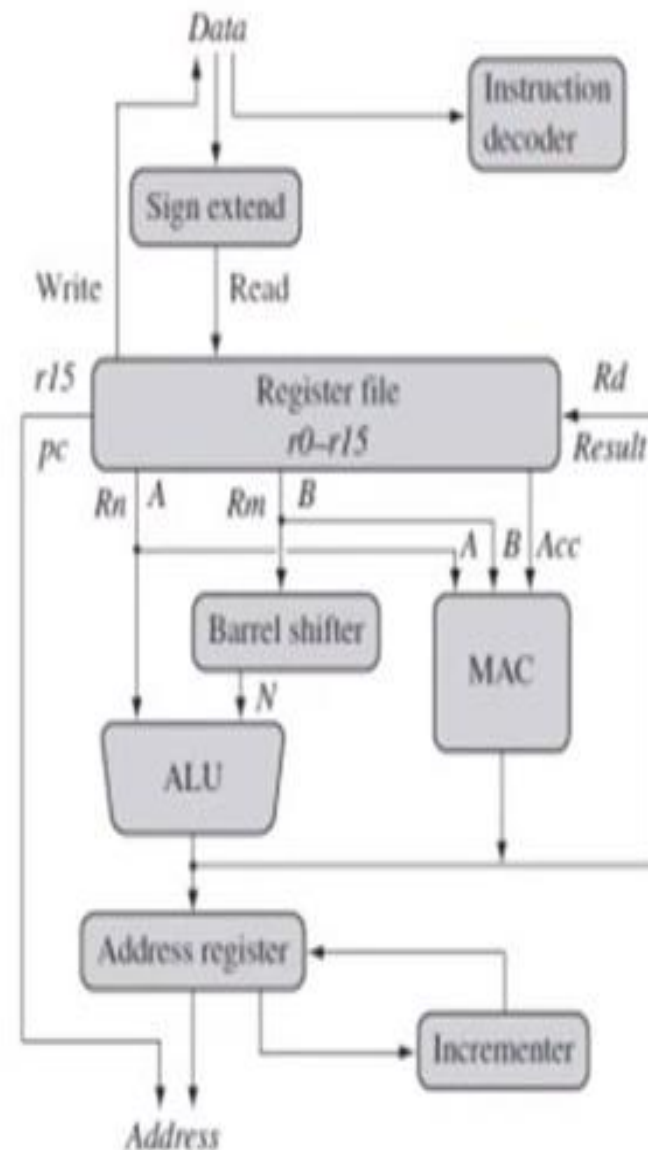 Data
Instruction
decoder
Sign extend
Write
Read
r15
pc
Register file
r0–r15
Rd
Result
Rn
A
Rm
B
A
B
Acc
Barrel shifter
MAC
N
ALU
Address register
Incrementer
Address